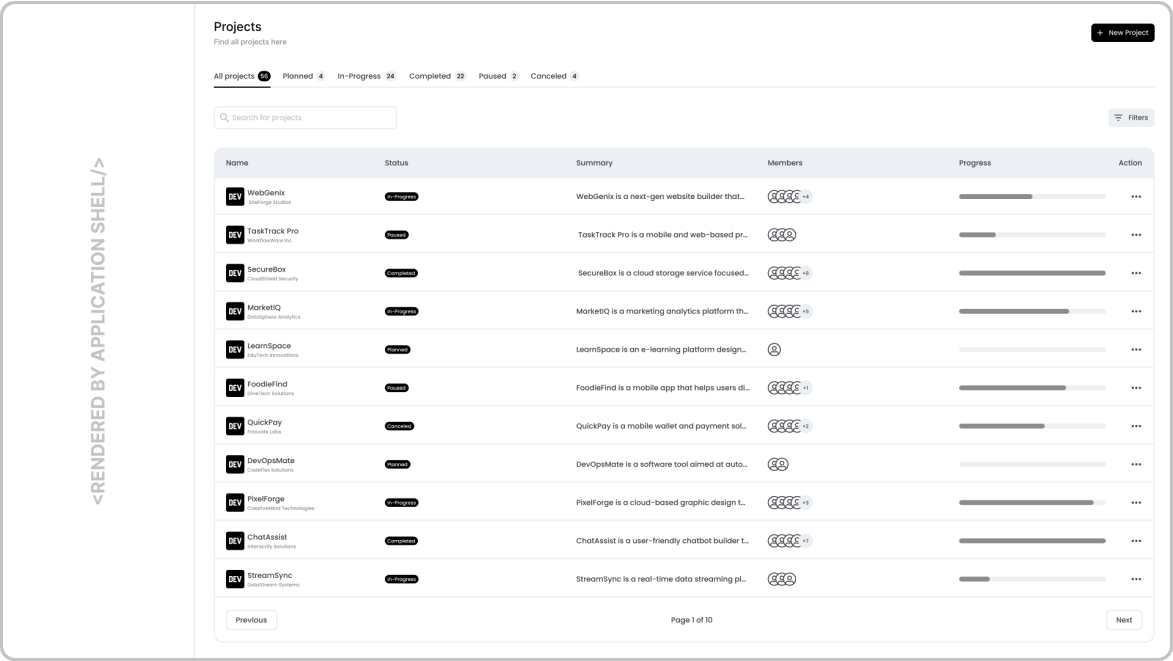 <RENDERED BY APPLICATION SHELL/>
Projects
Find all projects here
+ New Project
All projects 56 Planned 4 In-Progress 24 Completed 22 Paused 2 Canceled 4
Search for projects
Filters
Name Status Summary Members Progress Action
DEV WebGenix In-Progress WebGenix is a next-gen website builder that... +4
SiteForge Studios
DEV TaskTrack Pro Paused TaskTrack Pro is a mobile and web-based pr...
WorkflowWare Inc
DEV SecureBox Completed SecureBox is a cloud storage service focused... +8
CloudShield Security
DEV MarketIQ In-Progress MarketIQ is a marketing analytics platform th...
DataSphere Analytics
DEV LearnSpace Planned LearnSpace is an e-learning platform design...
EduTech Innovations
DEV FoodieFind Paused FoodieFind is a mobile app that helps users di... +1
DineTech Solutions
DEV QuickPay Canceled QuickPay is a mobile wallet and payment sol... +2
Finovate Labs
DEV DevOpsMate Planned DevOpsMate is a software tool aimed at auto...
CodeFlex Solutions
DEV PixelForge In-Progress PixelForge is a cloud-based graphic design t... +3
CreativeMind Technologies
DEV ChatAssist Completed ChatAssist is a user-friendly chatbot builder t... +7
Interactify Solutions
DEV StreamSync In-Progress StreamSync is a real-time data streaming pl...
DataStream Systems
Previous Page 1 of 10 Next